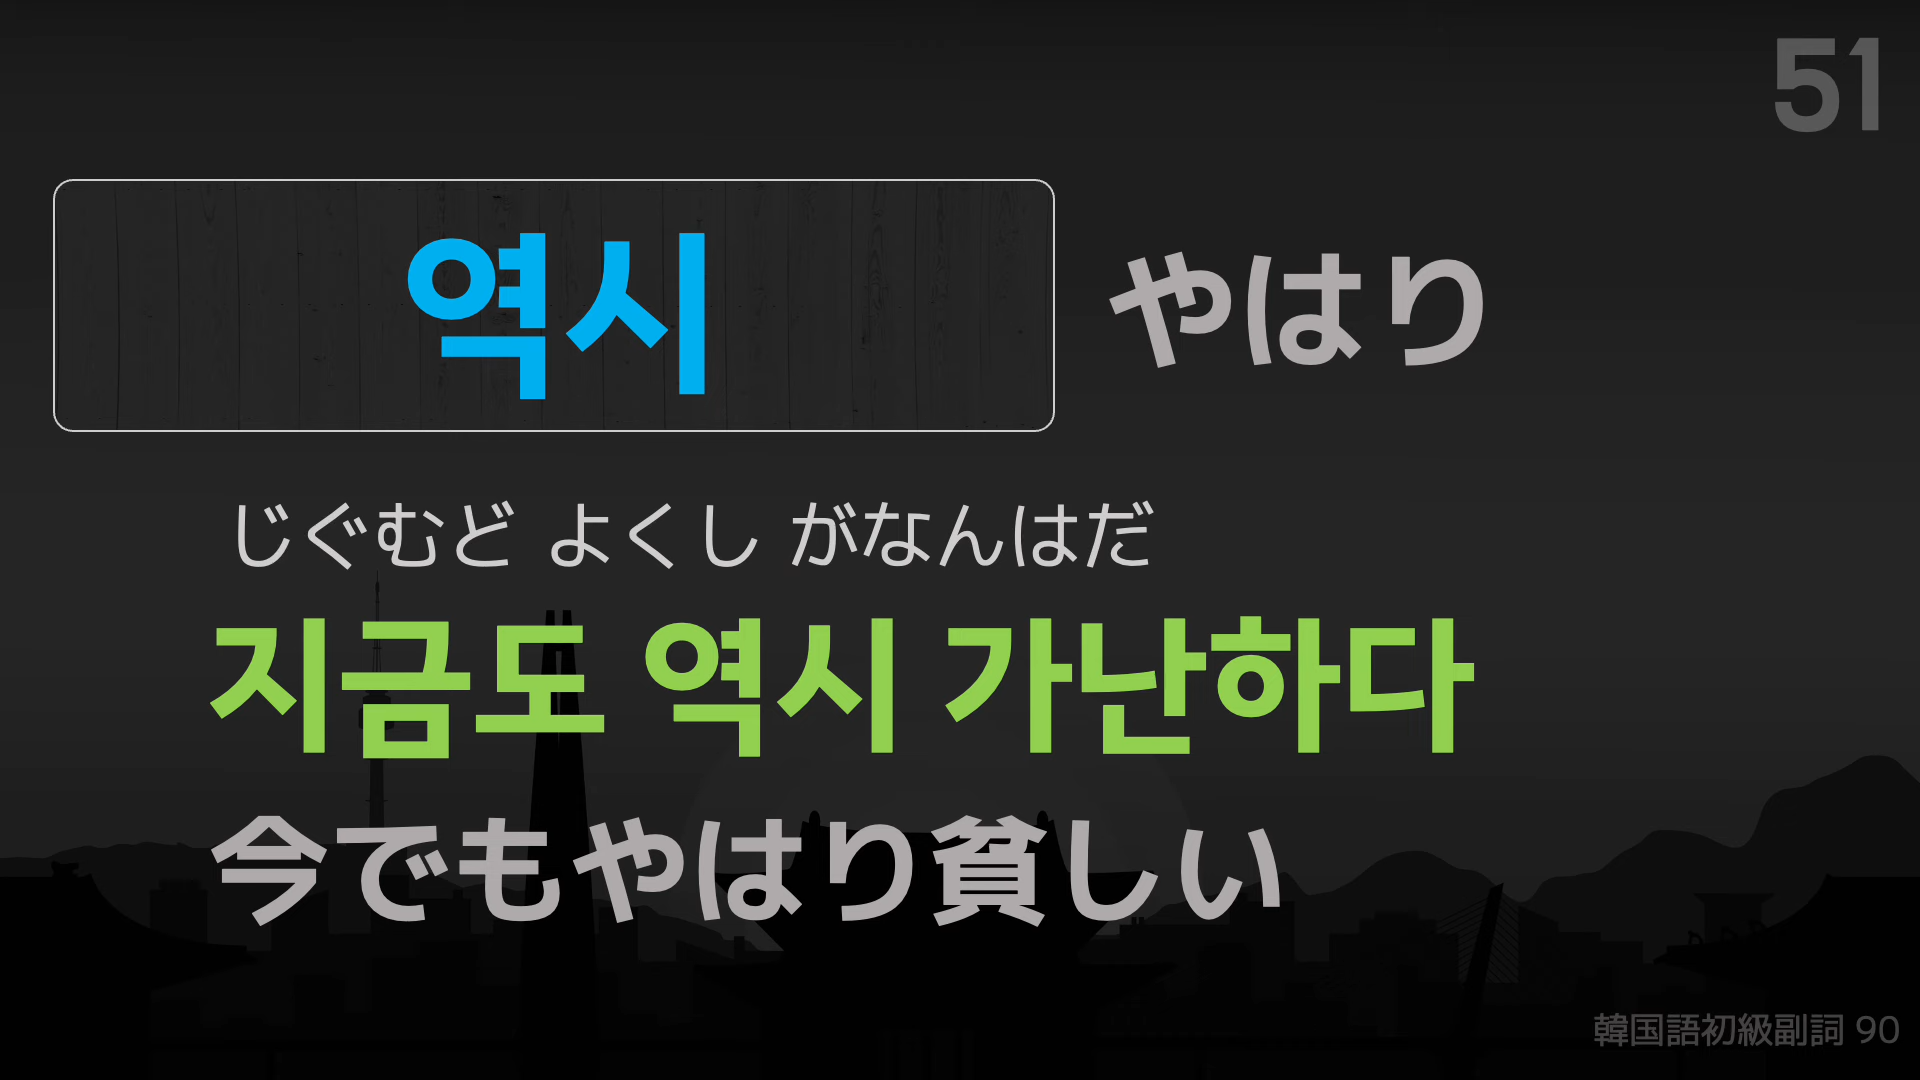 51
역시
やはり
じぐむど よくし がなんはだ
지금도 역시 가난하다
今でもやはり貧しい
韓国語初級副詞 90